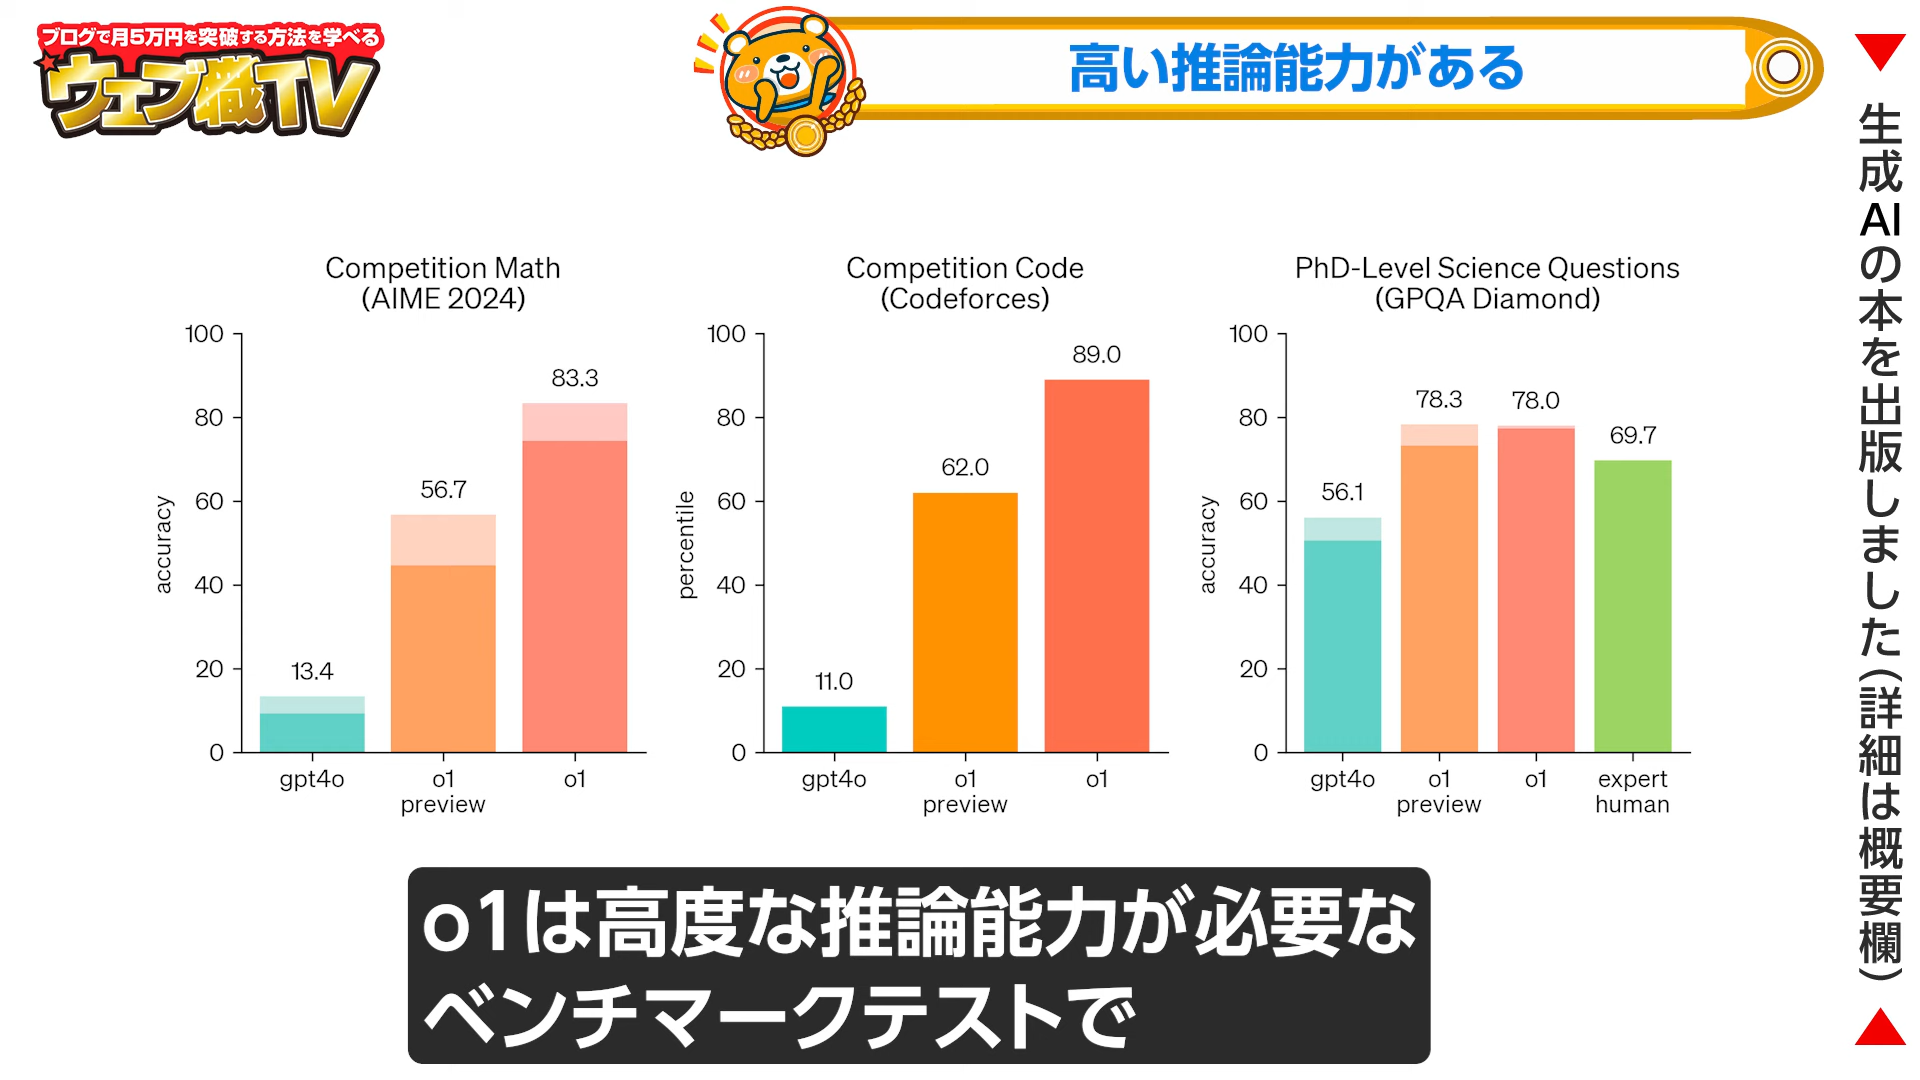 ブログで月5万円を突破する方法を学べる
ウェブ職TV
高い推論能力がある
生成AIの本を出版しました(詳細は概要欄)
Competition Math
(AIME 2024)
accuracy
100
80
60
40
20
0
13.4
56.7
83.3
gpt4o
o1
preview
o1
Competition Code
(Codeforces)
percentile
100
80
60
40
20
0
11.0
62.0
89.0
gpt4o
o1
preview
o1
PhD-Level Science Questions
(GPQA Diamond)
accuracy
100
80
60
40
20
0
56.1
78.3
78.0
69.7
gpt4o
o1
preview
o1
expert
human
o1は高度な推論能力が必要な
ベンチマークテストで